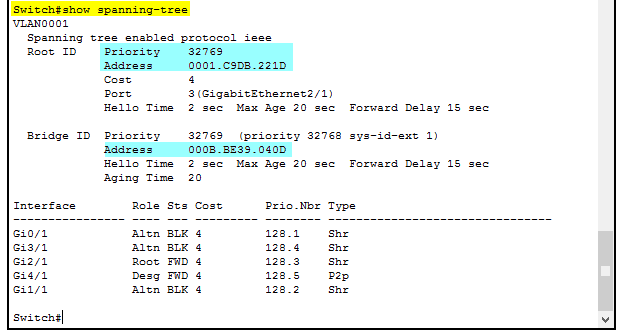 Switch#show spanning-tree
VLAN0001
  Spanning tree enabled protocol ieee
  Root ID    Priority    32769
             Address     0001.C9DB.221D
             Cost        4
             Port        3(GigabitEthernet2/1)
             Hello Time  2 sec  Max Age 20 sec  Forward Delay 15 sec

  Bridge ID  Priority    32769  (priority 32768 sys-id-ext 1)
             Address     000B.BE39.040D
             Hello Time  2 sec  Max Age 20 sec  Forward Delay 15 sec
             Aging Time  20

Interface        Role Sts Cost      Prio.Nbr Type
---------------- ---- --- --------- -------- --------------------------------
Gi0/1            Altn BLK 4         128.1    Shr
Gi3/1            Altn BLK 4         128.4    Shr
Gi2/1            Root FWD 4         128.3    Shr
Gi4/1            Desg FWD 4         128.5    P2p
Gi1/1            Altn BLK 4         128.2    Shr

Switch#